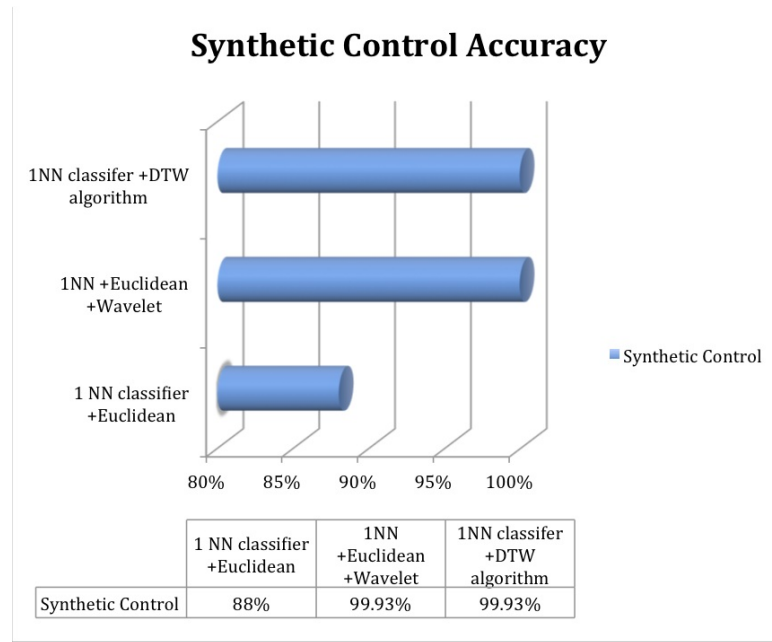 Synthetic Control Accuracy
1NN classifer +DTW
algorithm
1NN +Euclidean
+Wavelet
1 NN classifier
+Euclidean
Synthetic Control
80% 85% 90% 95% 100%
1 NN classifier
+Euclidean
1NN
+Euclidean
+Wavelet
1NN classifer
+DTW
algorithm
Synthetic Control 88% 99.93% 99.93%